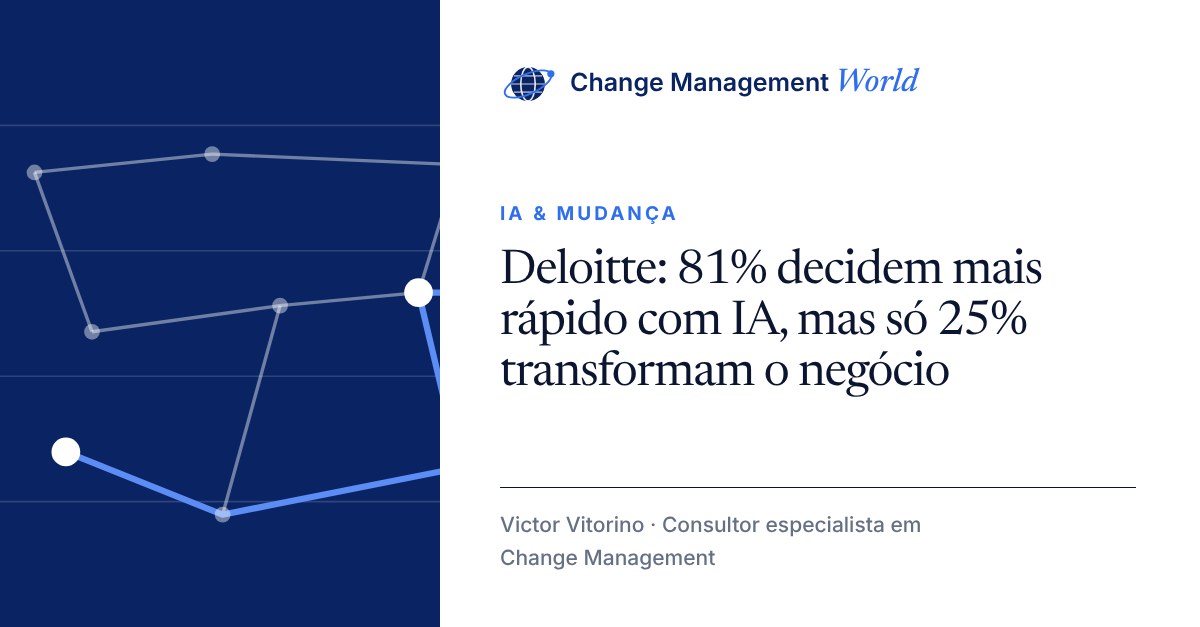 Change Management World
IA & MUDANÇA
Deloitte: 81% decidem mais
rápido com IA, mas só 25%
transformam o negócio
Victor Vitorino · Consultor especialista em
Change Management